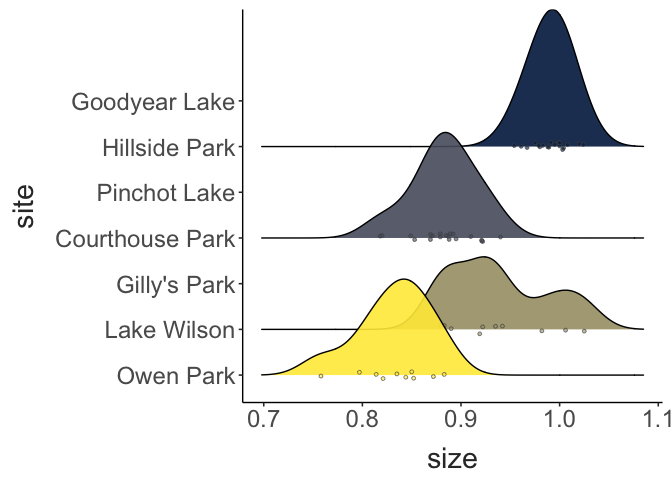 Goodyear Lake
Hillside Park
Pinchot Lake
Courthouse Park
Gilly's Park
Lake Wilson
Owen Park
site
0.7 0.8 0.9 1.0 1.1
size